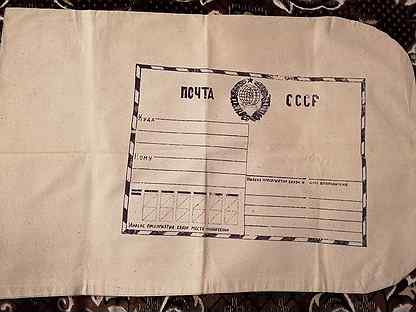 ПОЧТА СССР
Куда
Кому
Индекс предприятия связи и адрес отправителя
Индекс предприятия связи места назначения